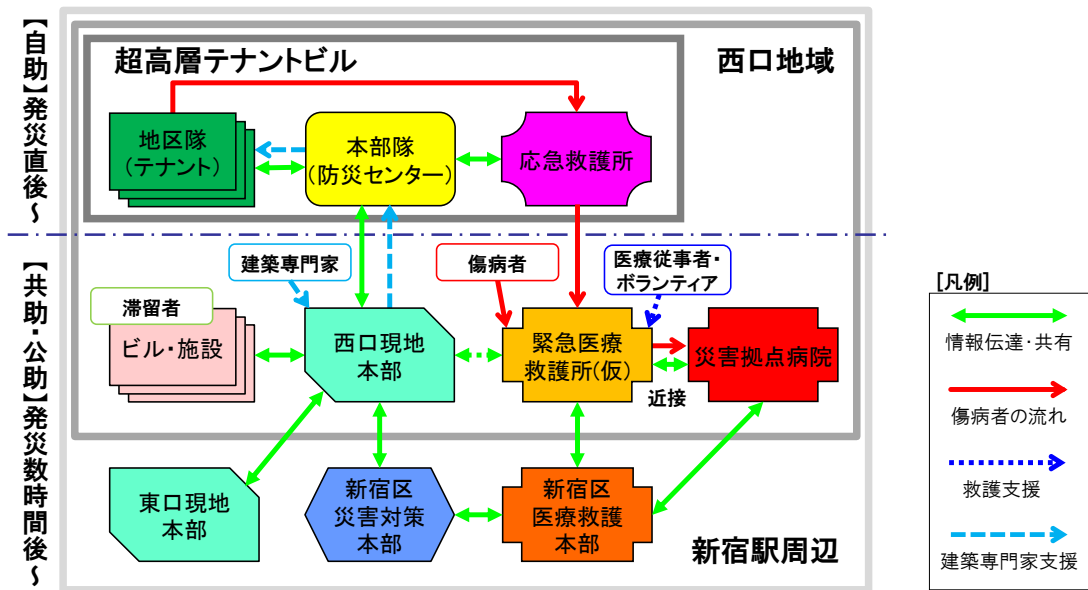 【自助】発災直後～
超高層テナントビル
西口地域
地区隊
(テナント)
本部隊
(防災センター)
応急救護所
【共助・公助】発災数時間後～
建築専門家
傷病者
医療従事者・
ボランティア
滞留者
ビル・施設
西口現地
本部
緊急医療
救護所(仮)
災害拠点病院
近接
東口現地
本部
新宿区
災害対策
本部
新宿区
医療救護
本部
新宿駅周辺
[凡例]
情報伝達・共有
傷病者の流れ
救護支援
建築専門家支援